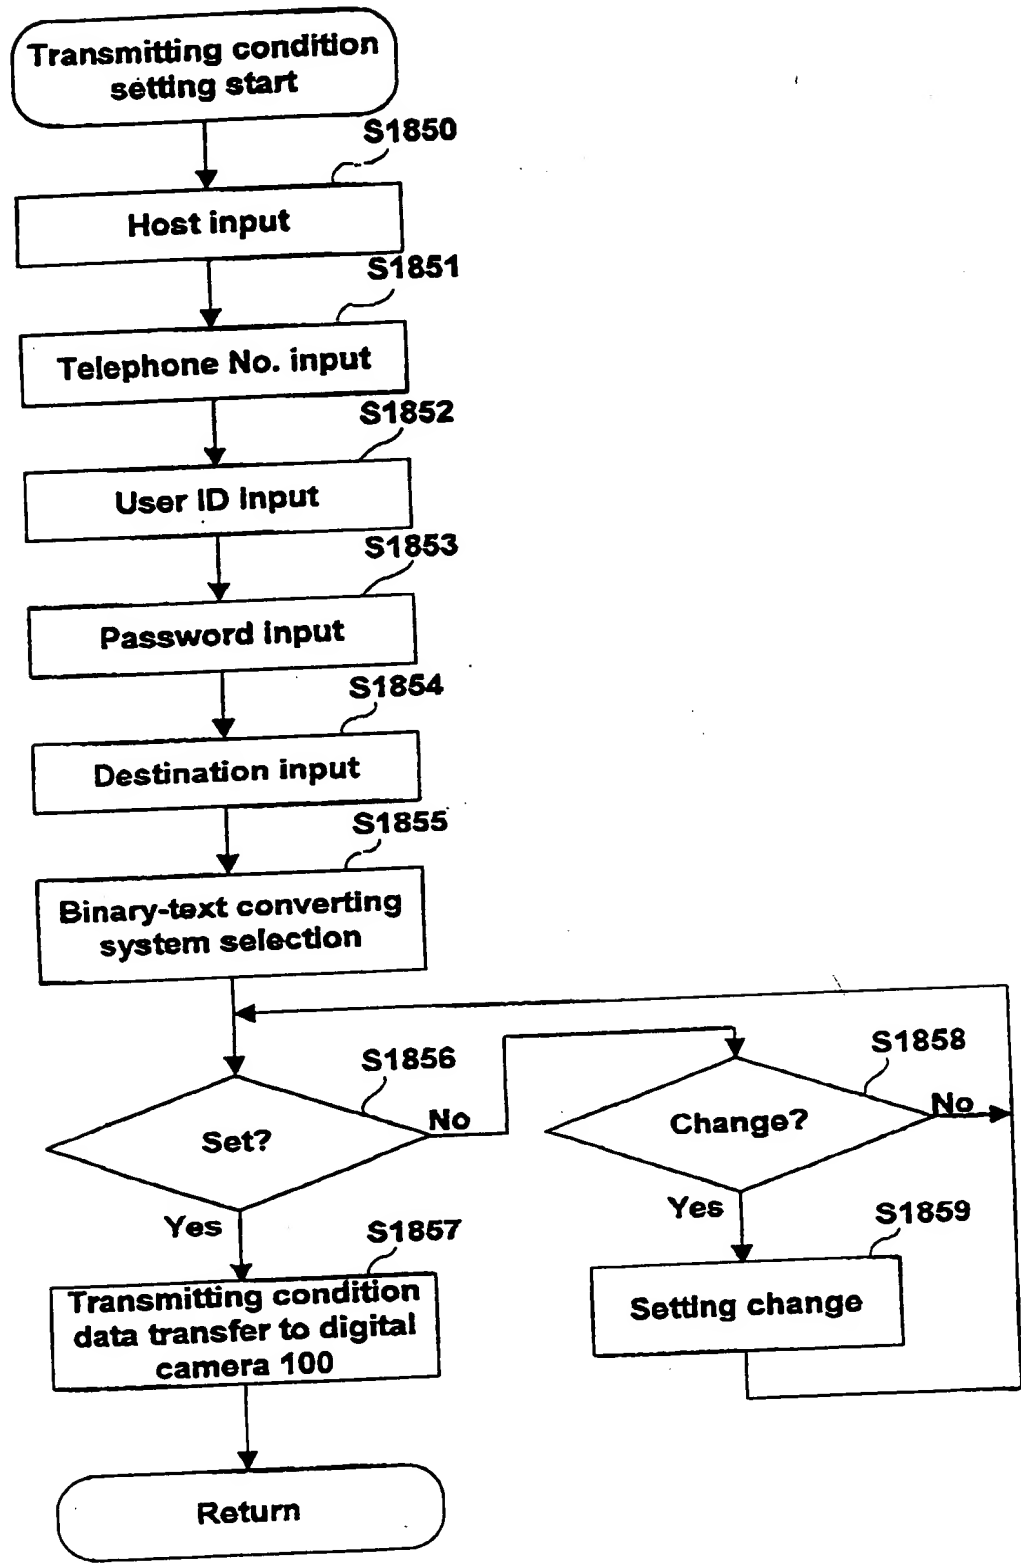 Transmitting condition
setting start
S1850
Host input
S1851
Telephone No. input
S1852
User ID input
S1853
Password input
S1854
Destination input
S1855
Binary-text converting
system selection
S1856
Set?
No
S1858
Change?
No
Yes
S1857
Transmitting condition
data transfer to digital
camera 100
Yes
S1859
Setting change
Return